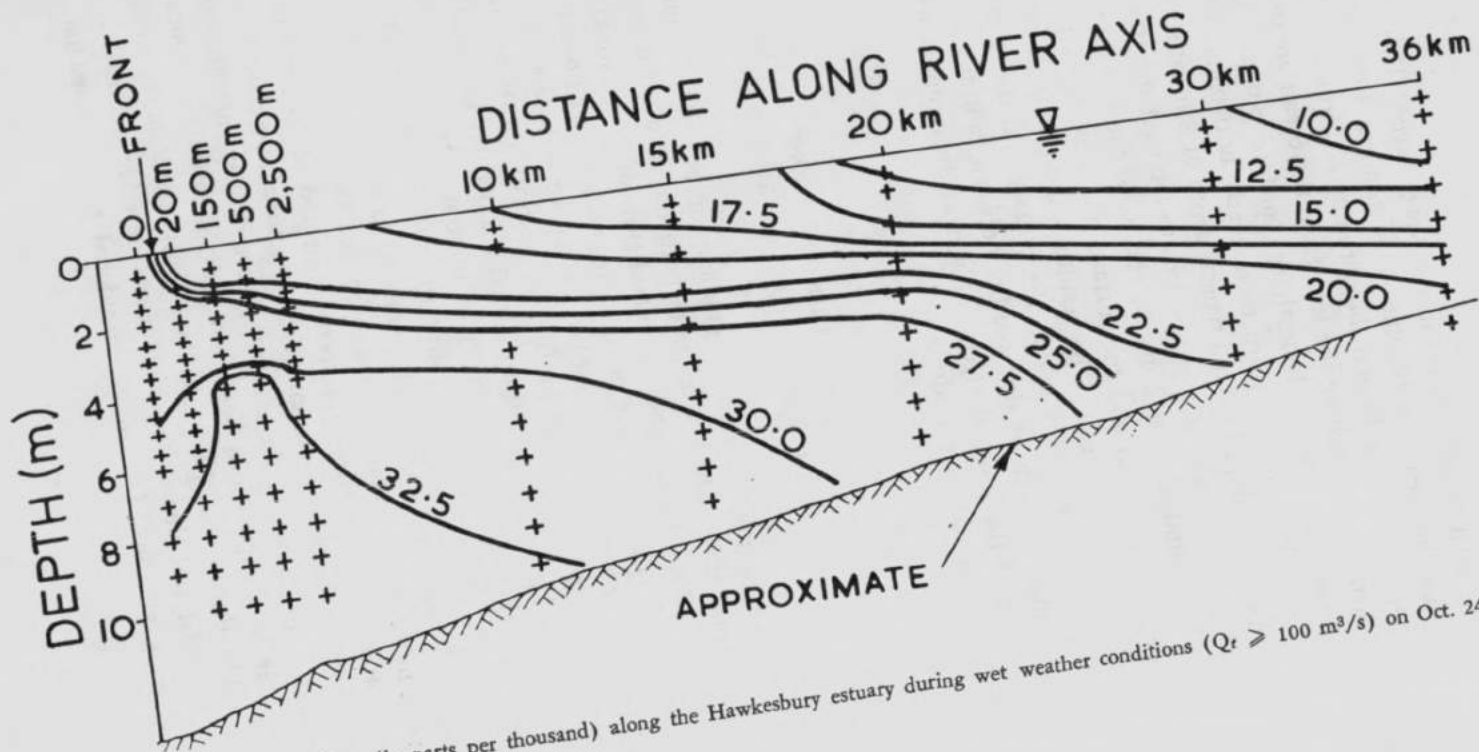 FRONT
DISTANCE ALONG RIVER AXIS
0
20m
150m
500m
2,500m
10km
15km
20km
30km
36km
10.0
12.5
15.0
17.5
20.0
22.5
25.0
27.5
30.0
32.5
DEPTH (m)
0
2
4
6
8
10
APPROXIMATE
parts per thousand) along the Hawkesbury estuary during wet weather conditions (Qt ⩾ 100 m³/s) on Oct. 24